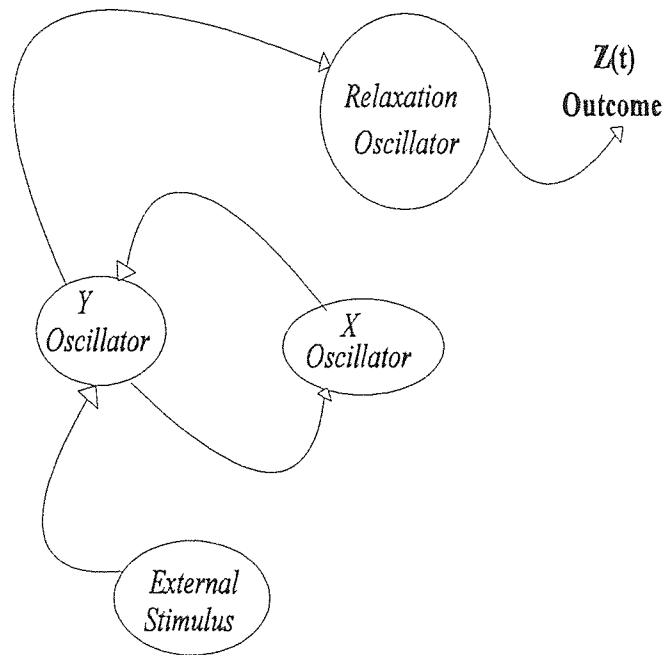 Relaxation
Oscillator
Z(t)
Outcome
Y
Oscillator
X
Oscillator
External
Stimulus